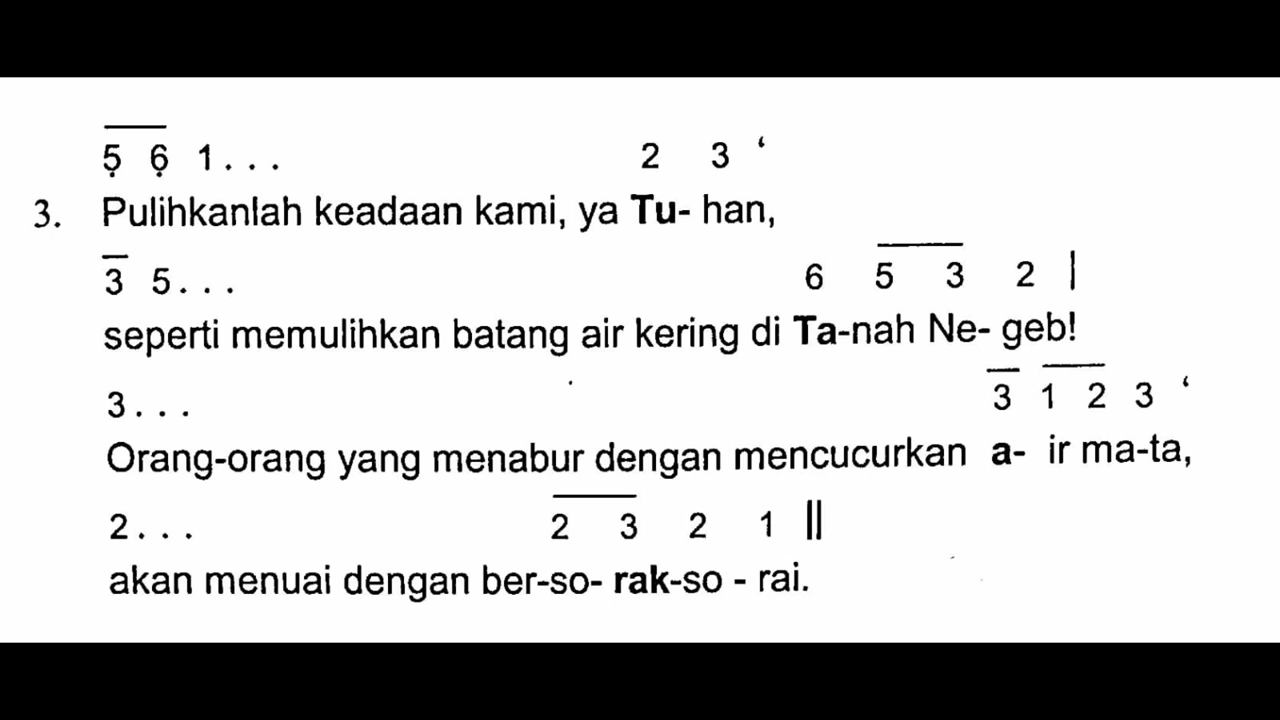 5̣ 6̣ 1 . . . 2 3 ‘
3. Pulihkanlah keadaan kami, ya Tu- han,
3 5 . . . 6 5 3 2 |
seperti memulihkan batang air kering di Ta-nah Ne- geb!
3 . . . 3 1 2 3 ‘
Orang-orang yang menabur dengan mencucurkan a- ir ma-ta,
2 . . . 2 3 2 1 ||
akan menuai dengan ber-so- rak-so - rai.